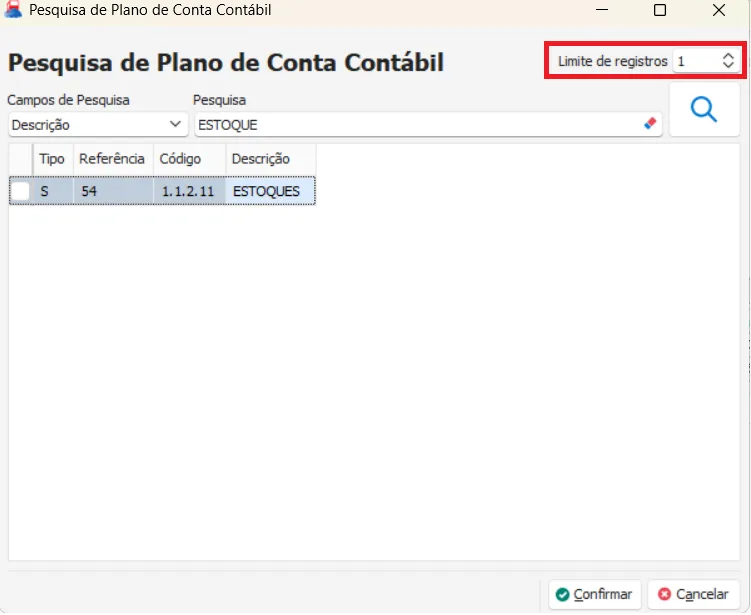 Pesquisa de Plano de Conta Contábil
Pesquisa de Plano de Conta Contábil
Limite de registros 1
Campos de Pesquisa Pesquisa
Descrição ESTOQUE
Tipo Referência Código Descrição
S 54 1.1.2.11 ESTOQUES
Confirmar Cancelar